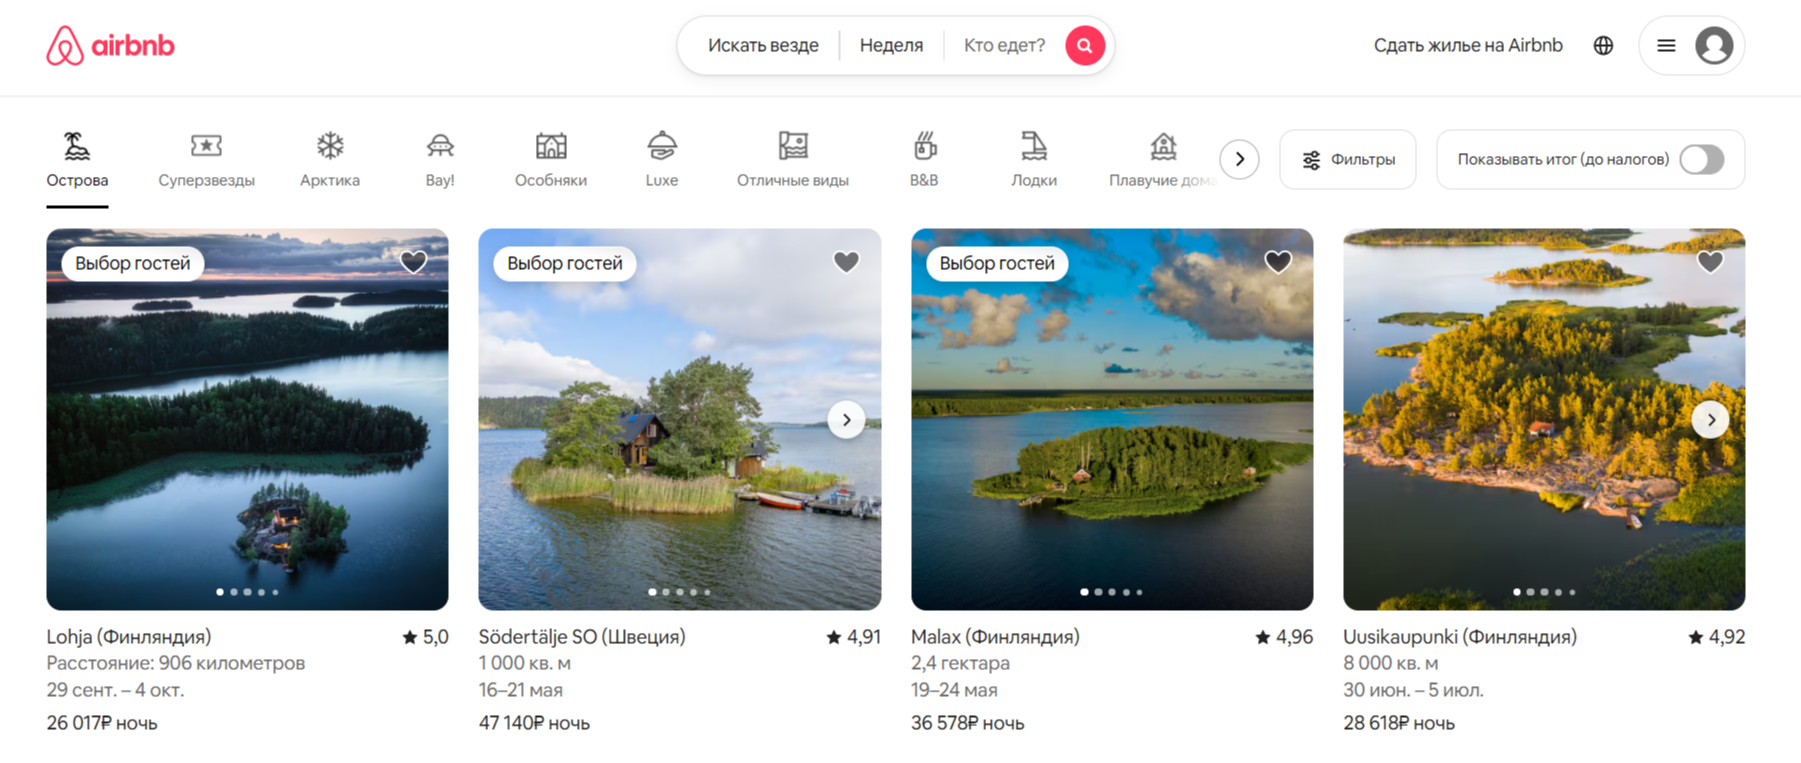 airbnb
Искать везде
Неделя
Кто едет?
Сдать жилье на Airbnb
Острова
Суперзвезды
Арктика
Вау!
Особняки
Luxe
Отличные виды
B&B
Лодки
Плавучие дома
Фильтры
Показывать итог (до налогов)
Выбор гостей
Выбор гостей
Выбор гостей
Lohja (Финляндия)
5,0
Расстояние: 906 километров
29 сент. – 4 окт.
26 017₽ ночь
Södertälje SO (Швеция)
4,91
1 000 кв. м
16–21 мая
47 140₽ ночь
Malax (Финляндия)
4,96
2,4 гектара
19–24 мая
36 578₽ ночь
Uusikaupunki (Финляндия)
4,92
8 000 кв. м
30 июн. – 5 июл.
28 618₽ ночь